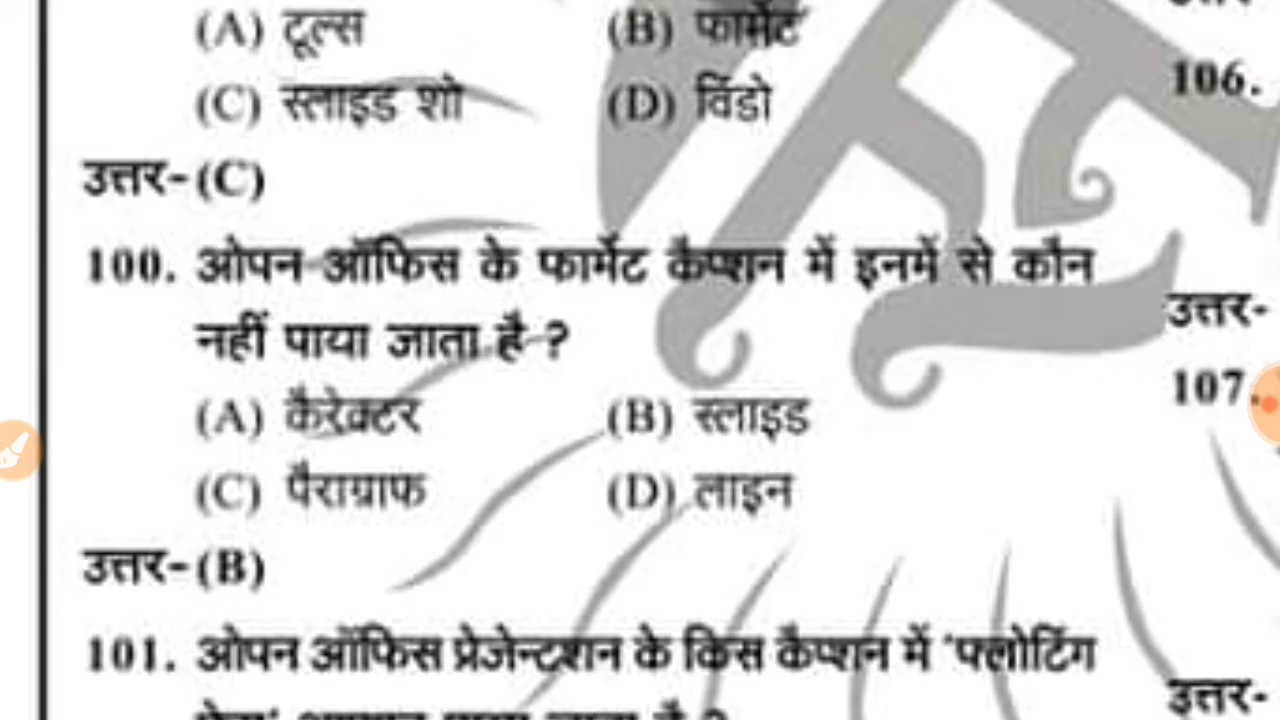 (A) टूल्स (B) फार्मेट
(C) स्लाइड शो (D) विंडो
उत्तर-(C)
100. ओपन ऑफिस के फार्मेट कैप्शन में इनमें से कौन
नहीं पाया जाता है ?
(A) कैरेक्टर (B) स्लाइड
(C) पैराग्राफ (D) लाइन
उत्तर-(B)
101. ओपन ऑफिस प्रेजेन्टेशन के किस कैप्शन में 'फ्लोटिंग
106.
उत्तर-
107.
उत्तर-